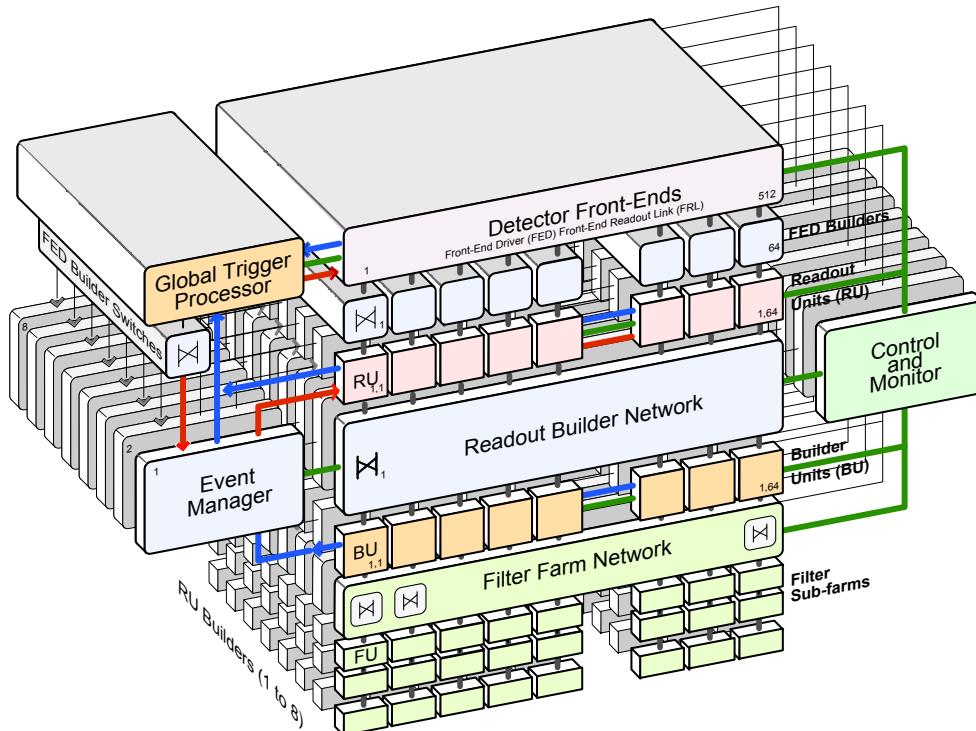 512
Detector Front-Ends
Front-End Driver (FED) Front-End Readout Link (FRL)
1
FED Builders
64
FED Builder Switches
Global Trigger
Processor
1
Readout
Units (RU)
1,64
RU
1,1
Control
and
Monitor
8
2
1
Event
Manager
Readout Builder Network
1
Builder
Units (BU)
1,64
BU
1,1
Filter Farm Network
Filter
Sub-farms
FU
RU Builders (1 to 8)